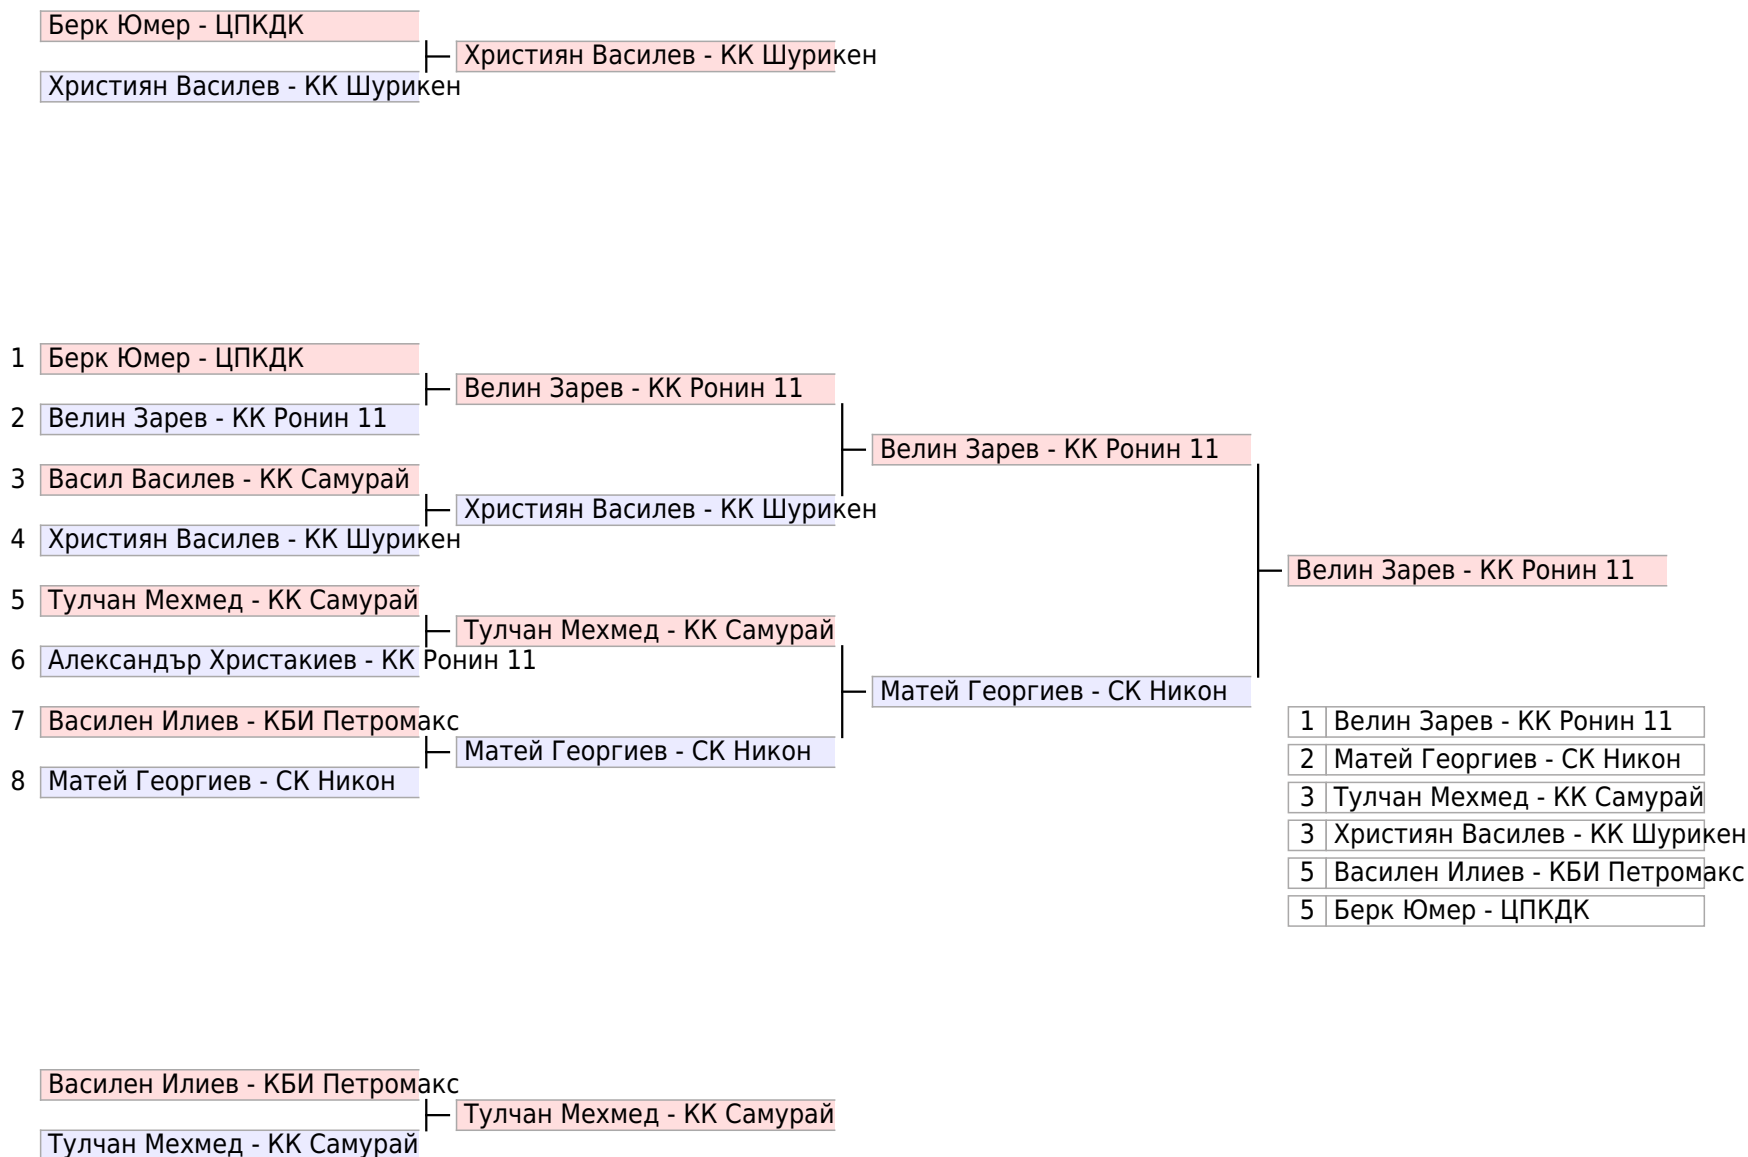 Берк Юмер - ЦПКДК
Християн Василев - КК Шурикен
Християн Василев - КК Шурикен
1 Берк Юмер - ЦПКДК
Велин Зарев - КК Ронин 11
2 Велин Зарев - КК Ронин 11
Велин Зарев - КК Ронин 11
3 Васил Василев - КК Самурай
Християн Василев - КК Шурикен
4 Християн Василев - КК Шурикен
Велин Зарев - КК Ронин 11
5 Тулчан Мехмед - КК Самурай
Тулчан Мехмед - КК Самурай
6 Александър Христакиев - КК Ронин 11
Матей Георгиев - СК Никон
7 Василен Илиев - КБИ Петромакс
Матей Георгиев - СК Никон
8 Матей Георгиев - СК Никон
1 Велин Зарев - КК Ронин 11
2 Матей Георгиев - СК Никон
3 Тулчан Мехмед - КК Самурай
3 Християн Василев - КК Шурикен
5 Василен Илиев - КБИ Петромакс
5 Берк Юмер - ЦПКДК
Василен Илиев - КБИ Петромакс
Тулчан Мехмед - КК Самурай
Тулчан Мехмед - КК Самурай